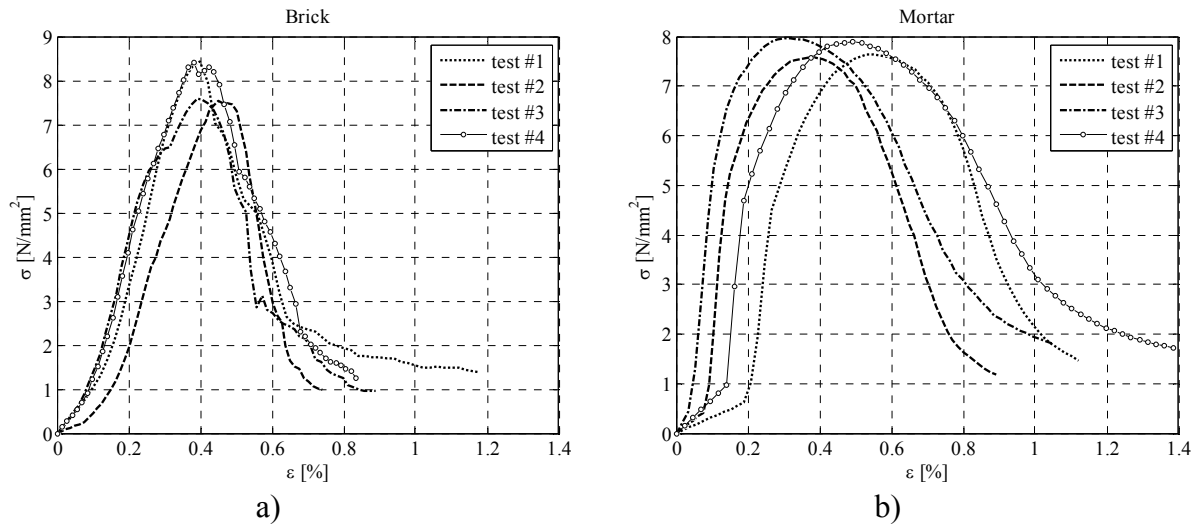 Brick
9
8
7
6
5
4
3
2
1
0
σ [N/mm²]
0 0.2 0.4 0.6 0.8 1 1.2 1.4
ε [%]
test #1
test #2
test #3
test #4
a)
Mortar
8
7
6
5
4
3
2
1
0
σ [N/mm²]
0 0.2 0.4 0.6 0.8 1 1.2 1.4
ε [%]
test #1
test #2
test #3
test #4
b)